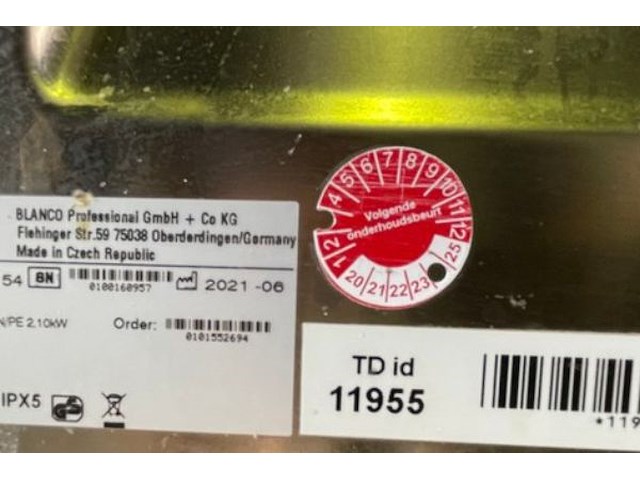 BLANCO Professional GmbH + Co KG
Flehinger Str.59 75038 Oberderdingen/Germany
Made in Czech Republic
54 SN 0100160957 2021-06
N/PE 2.10kW Order: 0101552694
IPX5
1 2 4 5 6 7 8 9 10 11 12
Volgende
onderhoudsbeurt
20 21 22 23 25
TD id
11955
*119